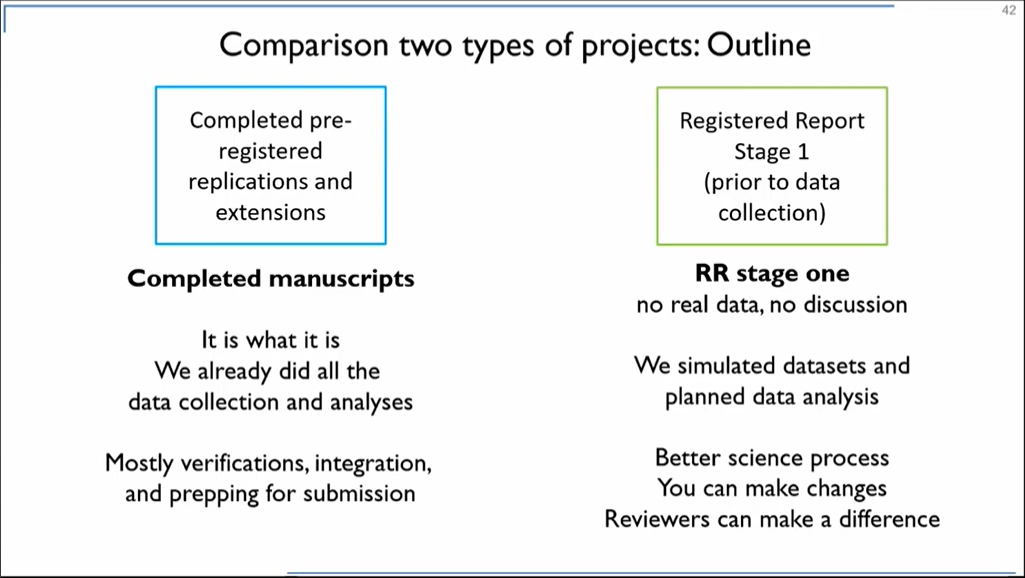 42
Comparison two types of projects: Outline
Completed pre-
registered
replications and
extensions
Completed manuscripts
It is what it is
We already did all the
data collection and analyses
Mostly verifications, integration,
and prepping for submission
Registered Report
Stage 1
(prior to data
collection)
RR stage one
no real data, no discussion
We simulated datasets and
planned data analysis
Better science process
You can make changes
Reviewers can make a difference